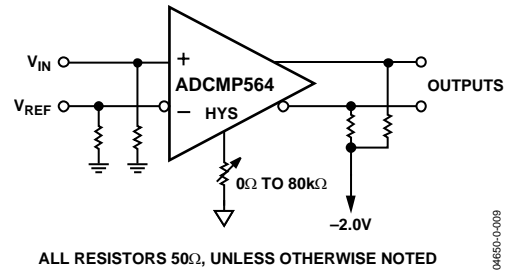 V_IN
+
ADCMP564
OUTPUTS
V_REF
−
HYS
0Ω TO 80kΩ
–2.0V
ALL RESISTORS 50Ω, UNLESS OTHERWISE NOTED
04650-0-009